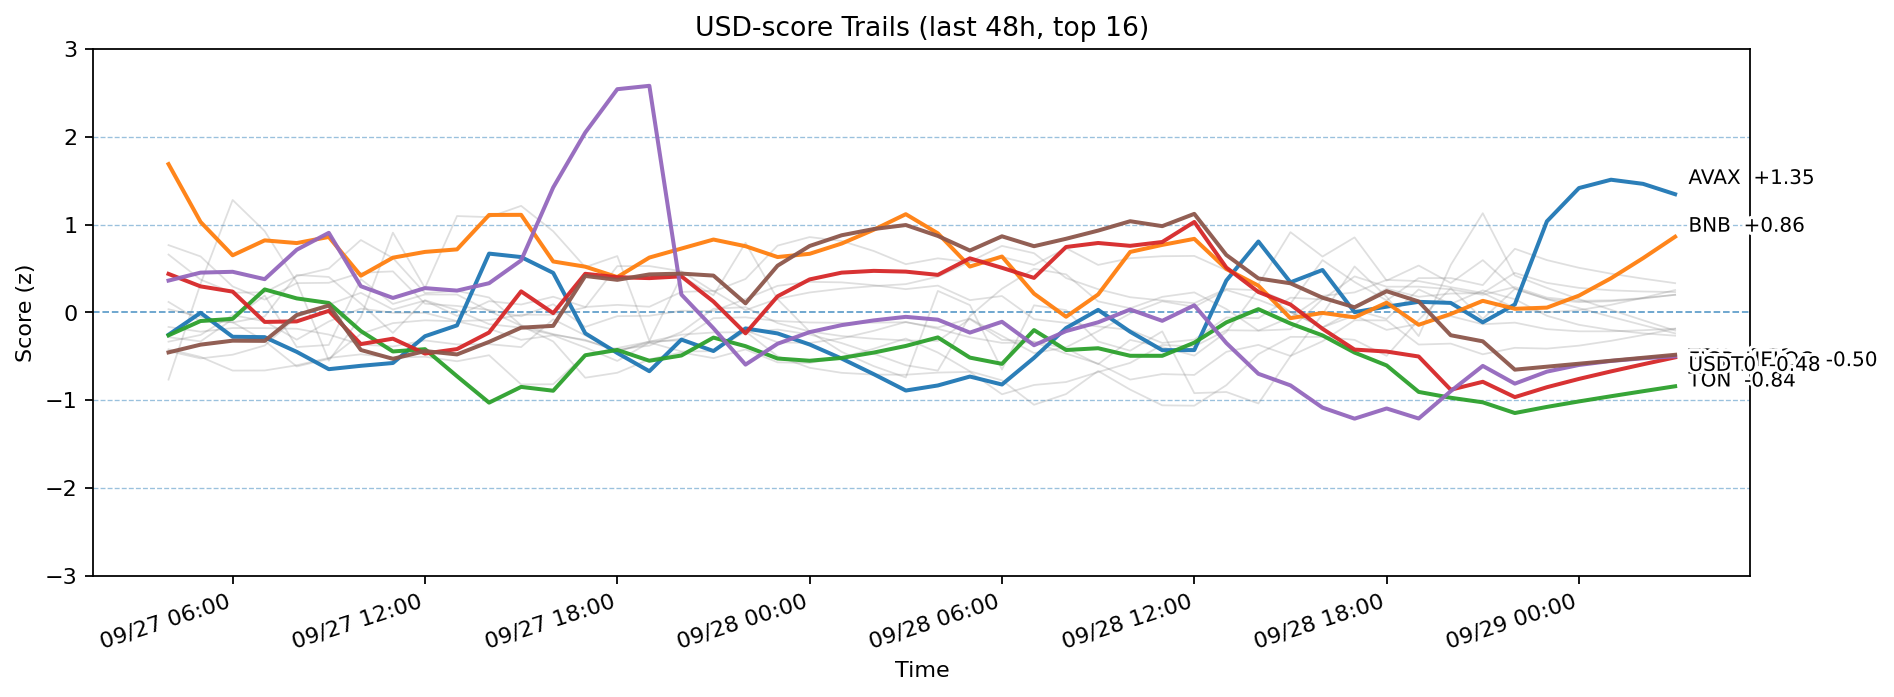 USD-score Trails (last 48h, top 16)
3
2
1
0
−1
−2
−3
Score (z)
AVAX +1.35
BNB +0.86
-0.50
USDT0 -0.48
TON -0.84
09/27 06:00
09/27 12:00
09/27 18:00
09/28 00:00
09/28 06:00
09/28 12:00
09/28 18:00
09/29 00:00
Time